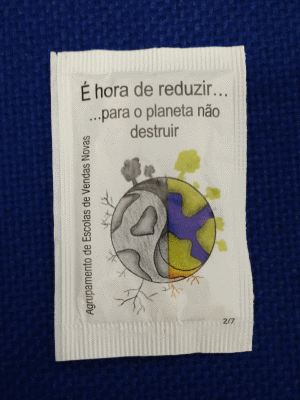 É hora de reduzir...
...para o planeta não
destruir
Agrupamento de Escolas de Vendas Novas
2/7